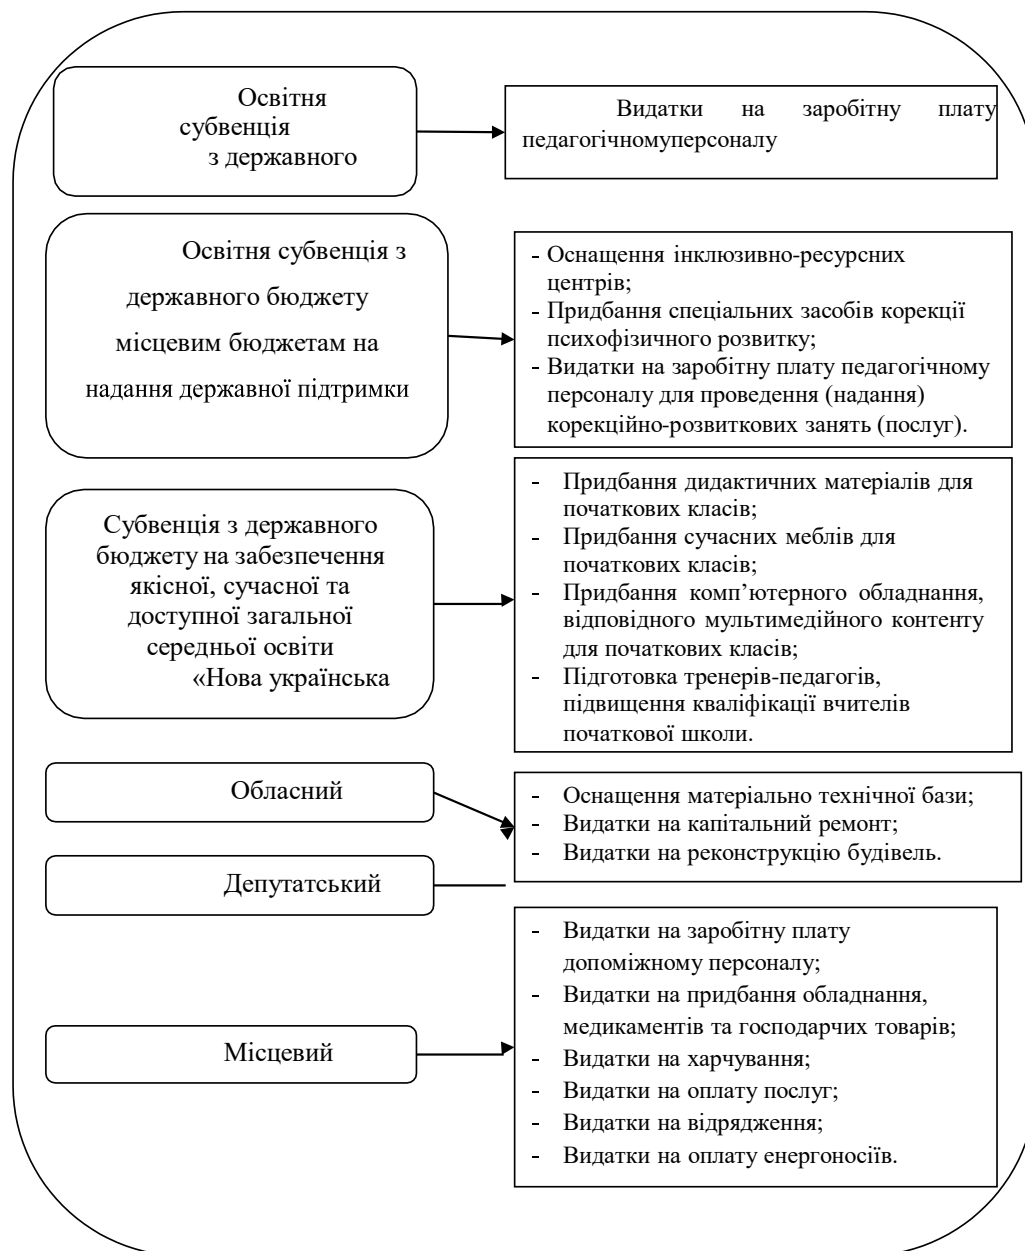 Освітня
субвенція
з державного
Видатки на заробітну плату
педагогічномуперсоналу
Освітня субвенція з
державного бюджету
місцевим бюджетам на
надання державної підтримки
- Оснащення інклюзивно-ресурсних
центрів;
- Придбання спеціальних засобів корекції
психофізичного розвитку;
- Видатки на заробітну плату педагогічному
персоналу для проведення (надання)
корекційно-розвиткових занять (послуг).
Субвенція з державного
бюджету на забезпечення
якісної, сучасної та
доступної загальної
середньої освіти
«Нова українська
- Придбання дидактичних матеріалів для
початкових класів;
- Придбання сучасних меблів для
початкових класів;
- Придбання комп’ютерного обладнання,
відповідного мультимедійного контенту
для початкових класів;
- Підготовка тренерів-педагогів,
підвищення кваліфікації вчителів
початкової школи.
Обласний
- Оснащення матеріально технічної бази;
- Видатки на капітальний ремонт;
- Видатки на реконструкцію будівель.
Депутатський
Місцевий
- Видатки на заробітну плату
допоміжному персоналу;
- Видатки на придбання обладнання,
медикаментів та господарчих товарів;
- Видатки на харчування;
- Видатки на оплату послуг;
- Видатки на відрядження;
- Видатки на оплату енергоносіїв.